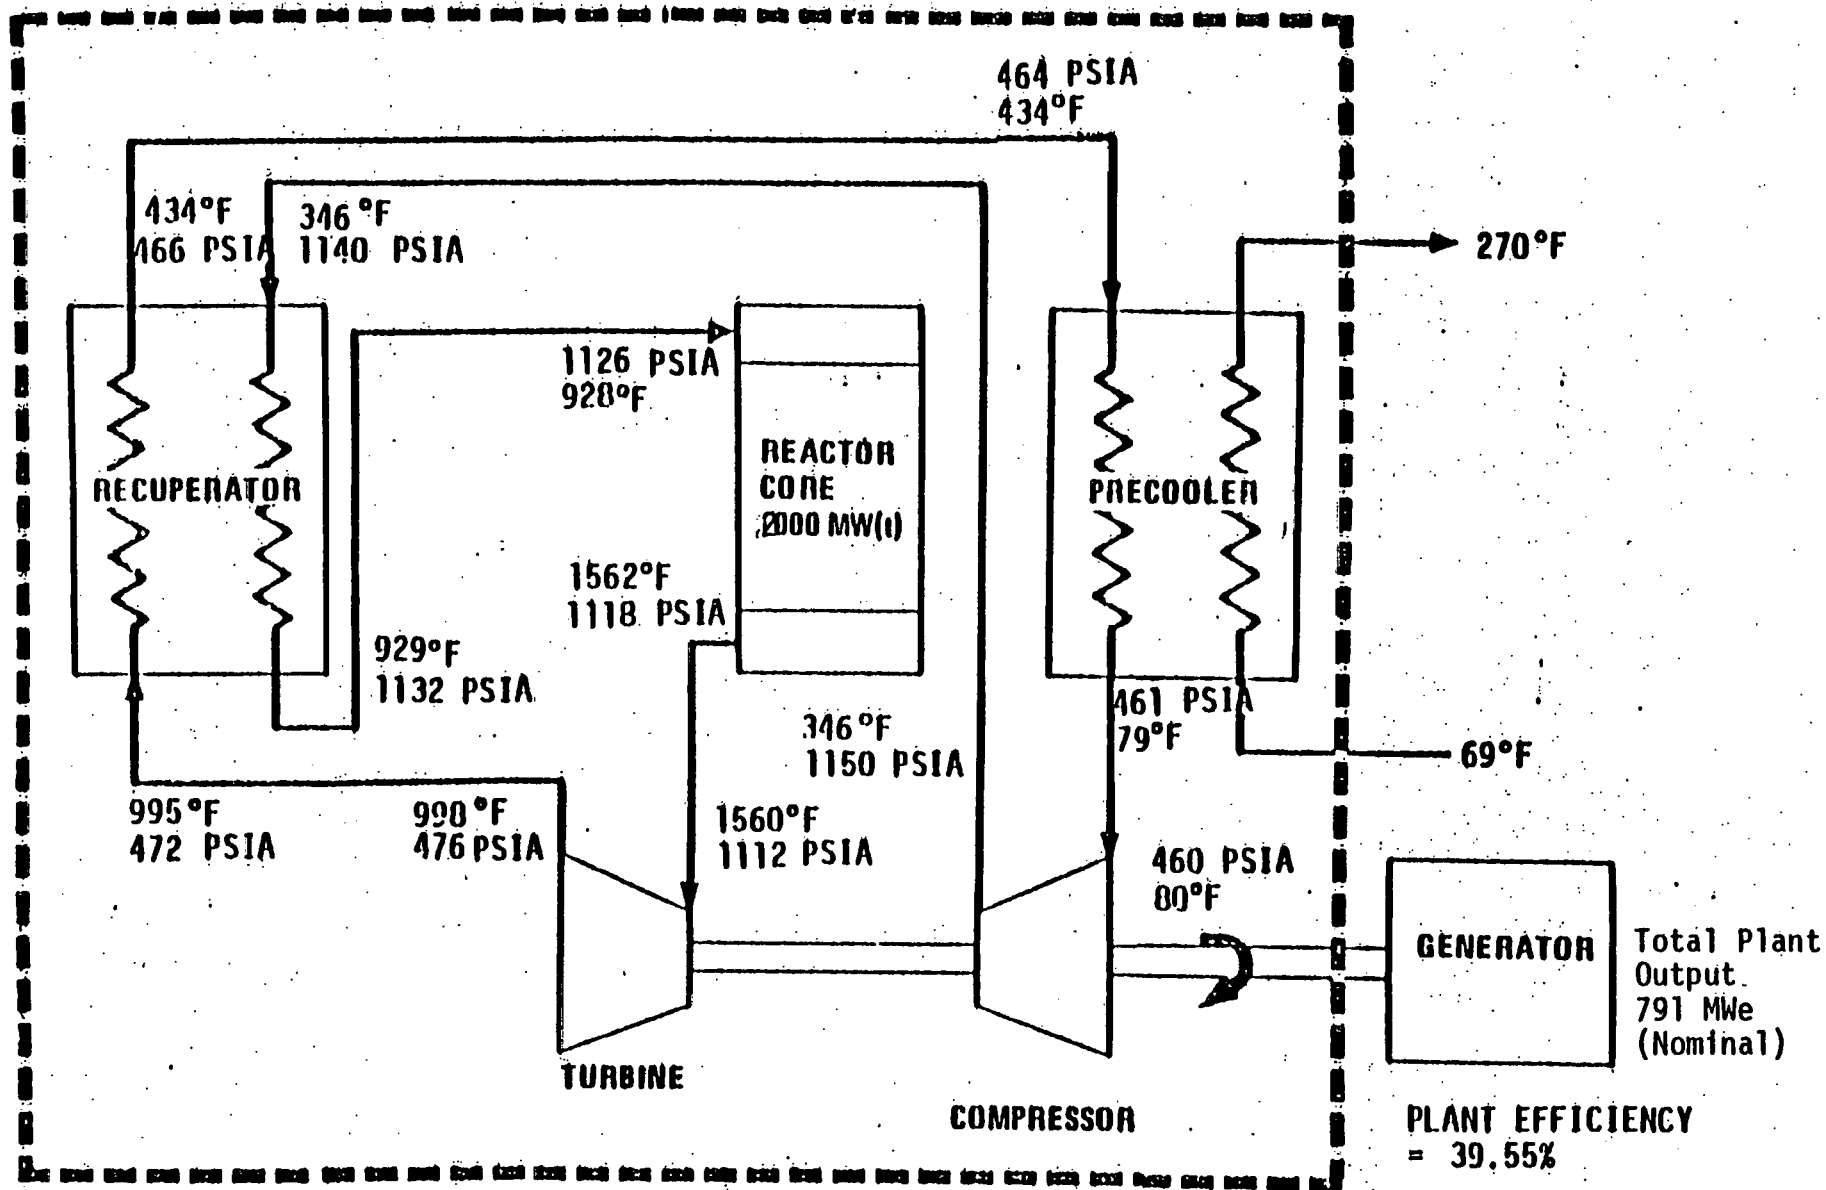 464 PSIA
434°F
434°F
466 PSIA
346°F
1140 PSIA
270°F
1126 PSIA
928°F
RECUPERATOR
REACTOR
CORE
2000 MW(t)
PRECOOLER
1562°F
1118 PSIA
929°F
1132 PSIA
461 PSIA
79°F
69°F
346°F
1150 PSIA
995°F
472 PSIA
990°F
476 PSIA
1560°F
1112 PSIA
460 PSIA
80°F
GENERATOR
Total Plant
Output
791 MWe
(Nominal)
TURBINE
COMPRESSOR
PLANT EFFICIENCY
= 39.55%